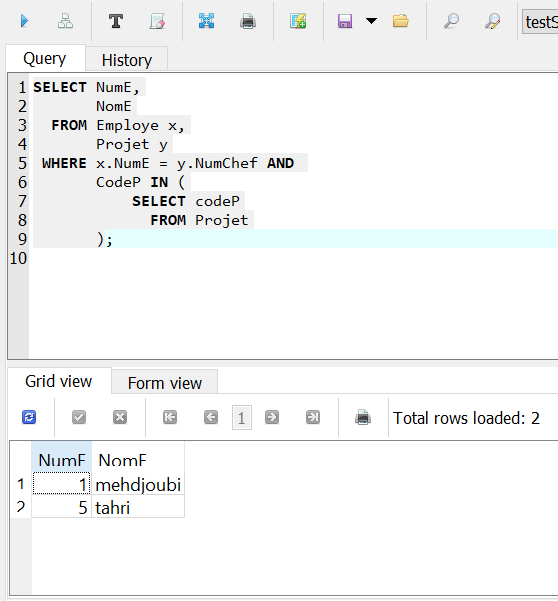 testS
Query
History
1 SELECT NumE,
2 NomE
3 FROM Employe x,
4 Projet y
5 WHERE x.NumE = y.NumChef AND
6 CodeP IN (
7 SELECT codeP
8 FROM Projet
9 );
10
Grid view
Form view
1 Total rows loaded: 2
NumE NomE
1 1 mehdjoubi
2 5 tahri